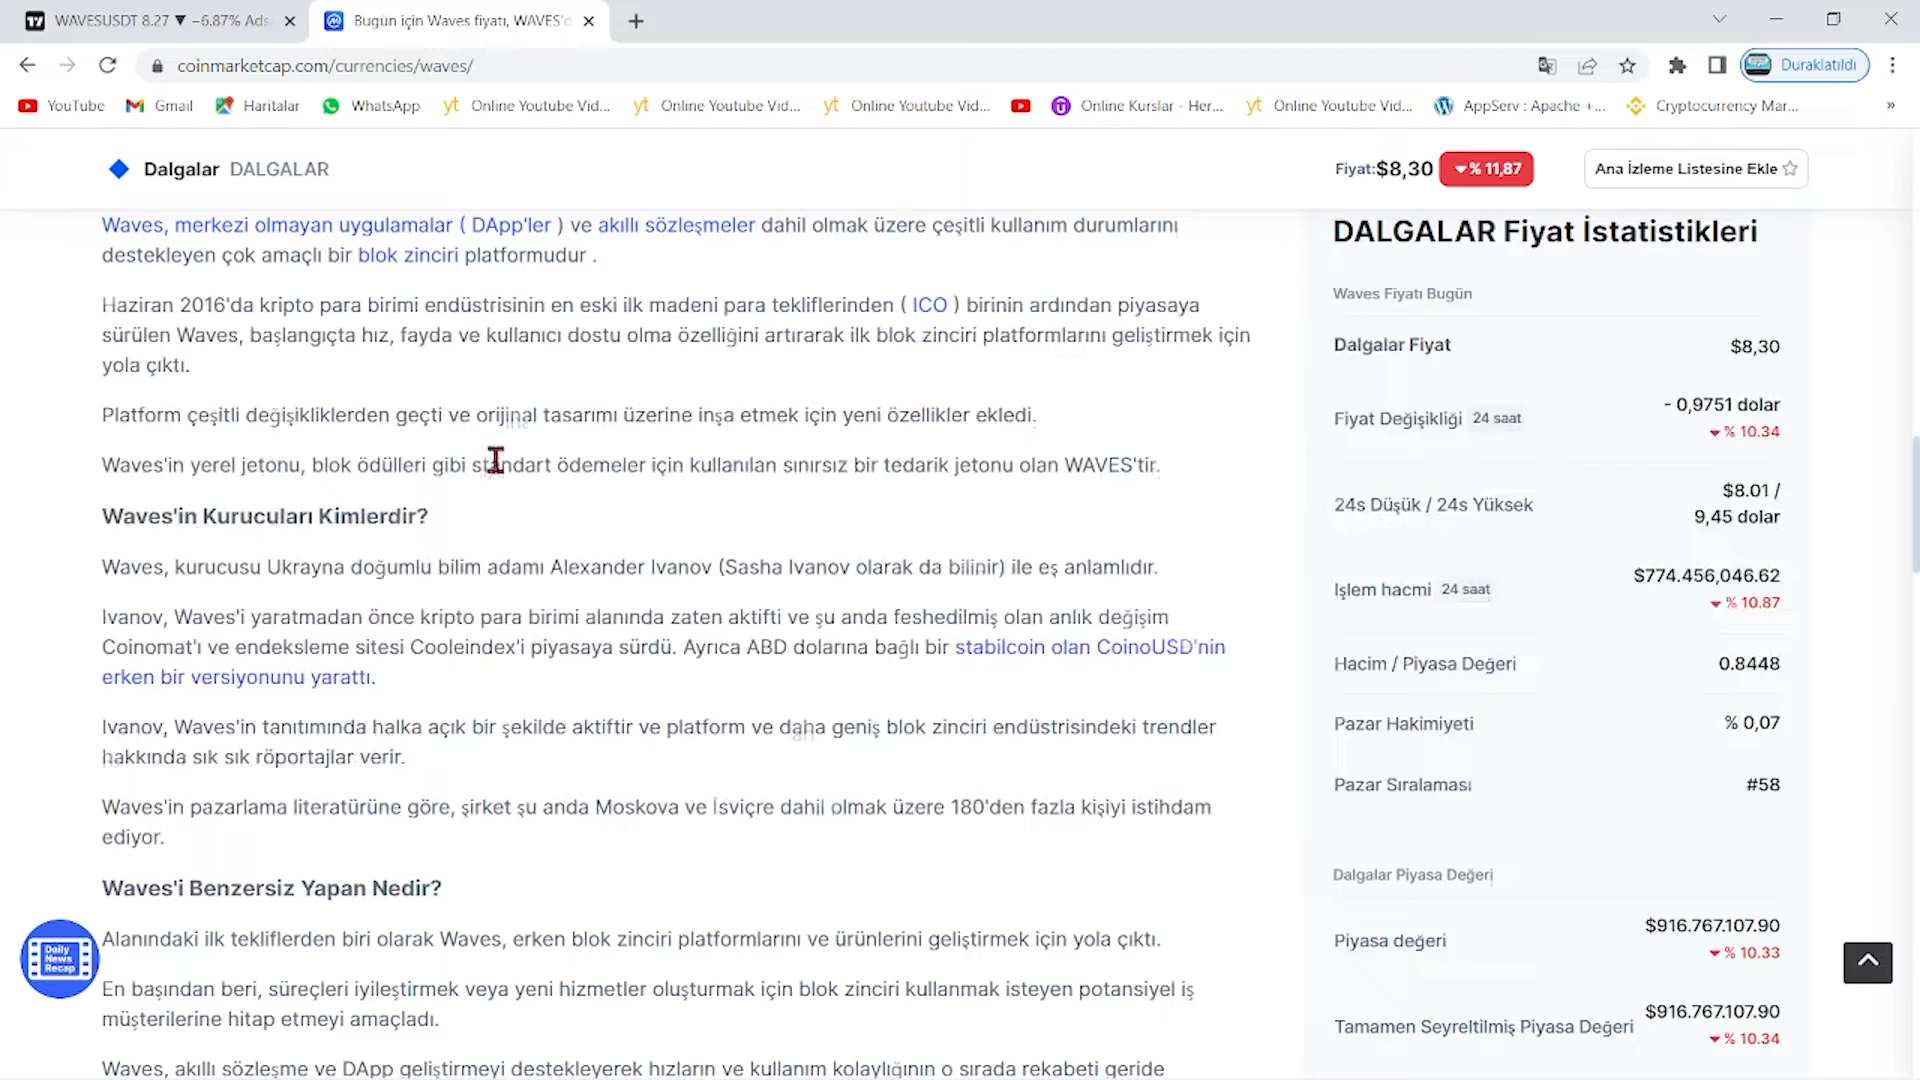 WAVESUSDT 8.27 ▼ −6.87% Ads
Bugün için Waves fiyatı, WAVES'd
coinmarketcap.com/currencies/waves/
Duraklatıldı
YouTube
Gmail
Haritalar
WhatsApp
yt Online Youtube Vid...
yt Online Youtube Vid...
yt Online Youtube Vid...
Online Kurslar - Her...
yt Online Youtube Vid...
AppServ : Apache +...
Cryptocurrency Mar...
»
Dalgalar DALGALAR
Fiyat:$8,30 ▼% 11,87
Ana İzleme Listesine Ekle
Waves, merkezi olmayan uygulamalar ( DApp'ler ) ve akıllı sözleşmeler dahil olmak üzere çeşitli kullanım durumlarını
destekleyen çok amaçlı bir blok zinciri platformudur .
Haziran 2016'da kripto para birimi endüstrisinin en eski ilk madeni para tekliflerinden ( ICO ) birinin ardından piyasaya
sürülen Waves, başlangıçta hız, fayda ve kullanıcı dostu olma özelliğini artırarak ilk blok zinciri platformlarını geliştirmek için
yola çıktı.
Platform çeşitli değişikliklerden geçti ve orijinal tasarımı üzerine inşa etmek için yeni özellikler ekledi.
Waves'in yerel jetonu, blok ödülleri gibi standart ödemeler için kullanılan sınırsız bir tedarik jetonu olan WAVES'tir.
Waves'in Kurucuları Kimlerdir?
Waves, kurucusu Ukrayna doğumlu bilim adamı Alexander Ivanov (Sasha Ivanov olarak da bilinir) ile eş anlamlıdır.
Ivanov, Waves'i yaratmadan önce kripto para birimi alanında zaten aktifti ve şu anda feshedilmiş olan anlık değişim
Coinomat'ı ve endeksleme sitesi Cooleindex'i piyasaya sürdü. Ayrıca ABD dolarına bağlı bir stabilcoin olan CoinoUSD'nin
erken bir versiyonunu yarattı.
Ivanov, Waves'in tanıtımında halka açık bir şekilde aktiftir ve platform ve daha geniş blok zinciri endüstrisindeki trendler
hakkında sık sık röportajlar verir.
Waves'in pazarlama literatürüne göre, şirket şu anda Moskova ve İsviçre dahil olmak üzere 180'den fazla kişiyi istihdam
ediyor.
Waves'i Benzersiz Yapan Nedir?
Alanındaki ilk tekliflerden biri olarak Waves, erken blok zinciri platformlarını ve ürünlerini geliştirmek için yola çıktı.
En başından beri, süreçleri iyileştirmek veya yeni hizmetler oluşturmak için blok zinciri kullanmak isteyen potansiyel iş
müşterilerine hitap etmeyi amaçladı.
Waves, akıllı sözleşme ve DApp geliştirmeyi destekleyerek hızların ve kullanım kolaylığının o sırada rekabeti geride
Daily
News
Recap
DALGALAR Fiyat İstatistikleri
Waves Fiyatı Bugün
Dalgalar Fiyat $8,30
Fiyat Değişikliği 24 saat - 0,9751 dolar
▼ % 10.34
24s Düşük / 24s Yüksek $8.01 /
9,45 dolar
Işlem hacmi 24 saat $774.456,046.62
▼ % 10.87
Hacim / Piyasa Değeri 0.8448
Pazar Hakimiyeti % 0,07
Pazar Sıralaması #58
Dalgalar Piyasa Değeri
Piyasa değeri $916.767.107.90
▼ % 10.33
Tamamen Seyreltilmiş Piyasa Değeri $916.767.107.90
▼ % 10.34